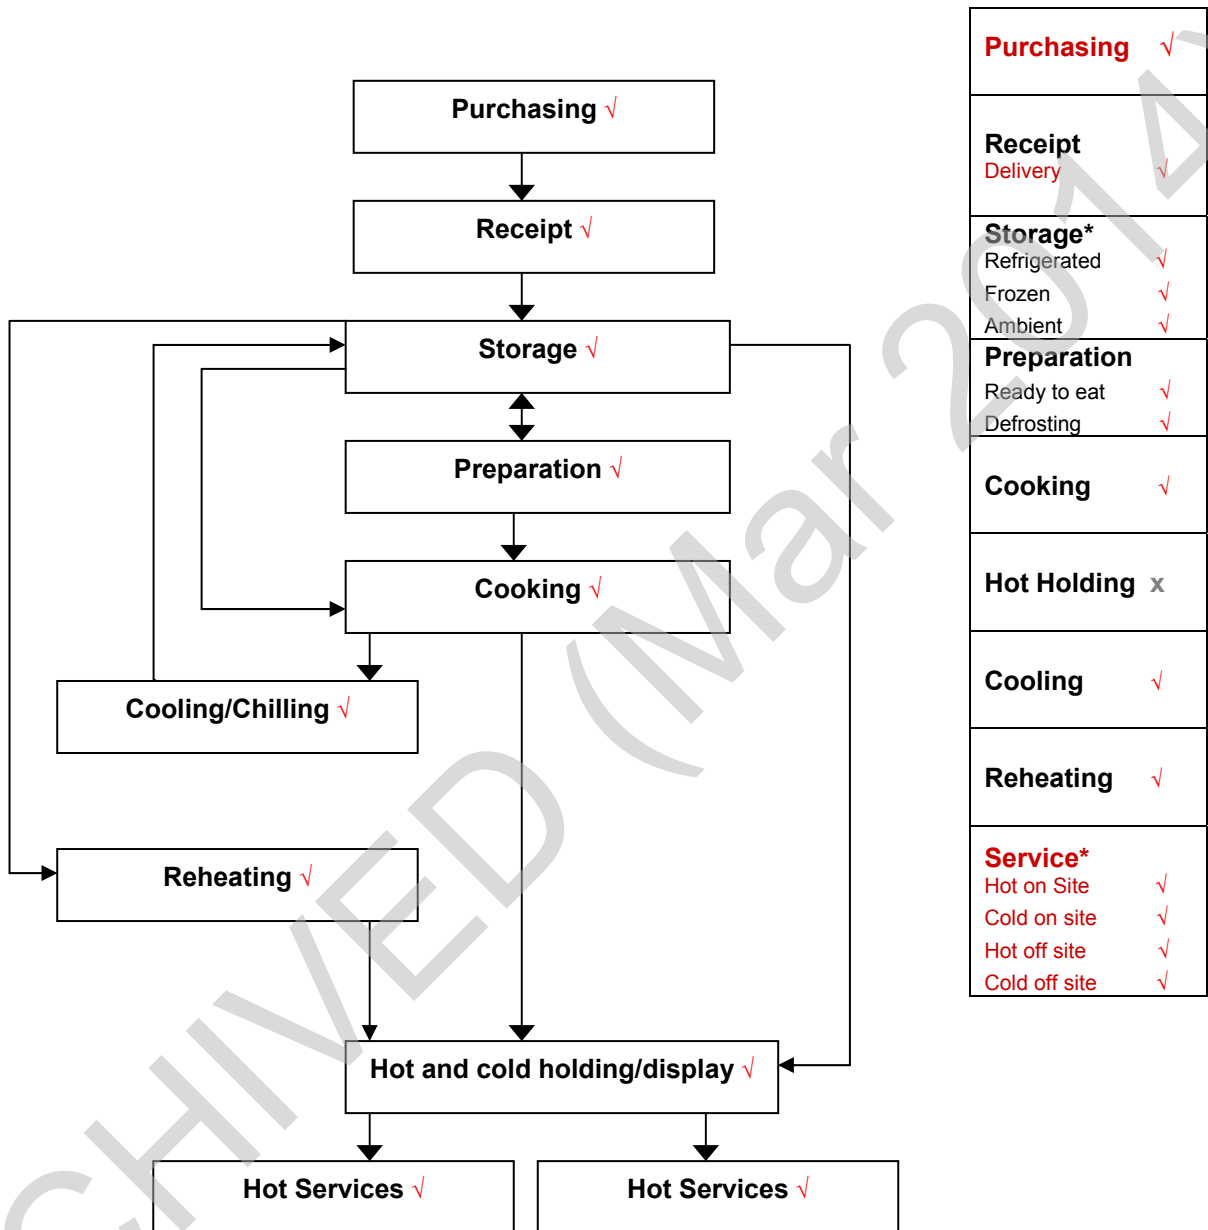 Purchasing √
Receipt √
Storage √
Preparation √
Cooking √
Cooling/Chilling √
Reheating √
Hot and cold holding/display √
Hot Services √
Hot Services √
Purchasing √
Receipt
Delivery √
Storage*
Refrigerated √
Frozen √
Ambient √
Preparation
Ready to eat √
Defrosting √
Cooking √
Hot Holding x
Cooling √
Reheating √
Service*
Hot on Site √
Cold on site √
Hot off site √
Cold off site √
CHIVED (Mar 2014)